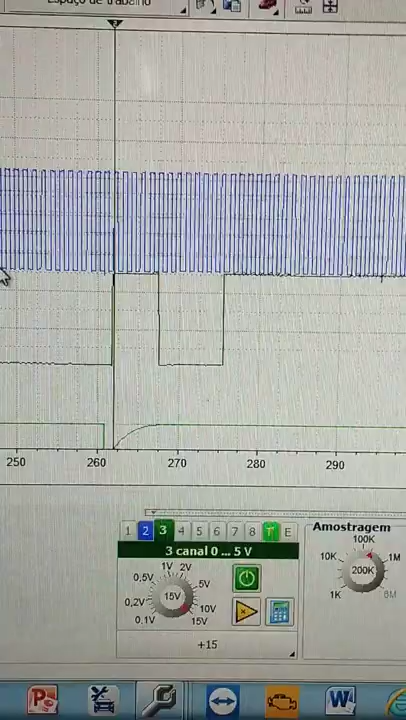 Espaço de trabalho
250 260 270 280 290
1 2 3 4 5 6 7 8 T E
3 canal 0 ... 5 V
0.1V 0,2V 0.5V 1V 2V 5V 10V 15V
15V
+15
Amostragem
1K 10K 100K 1M 8M
200K
W